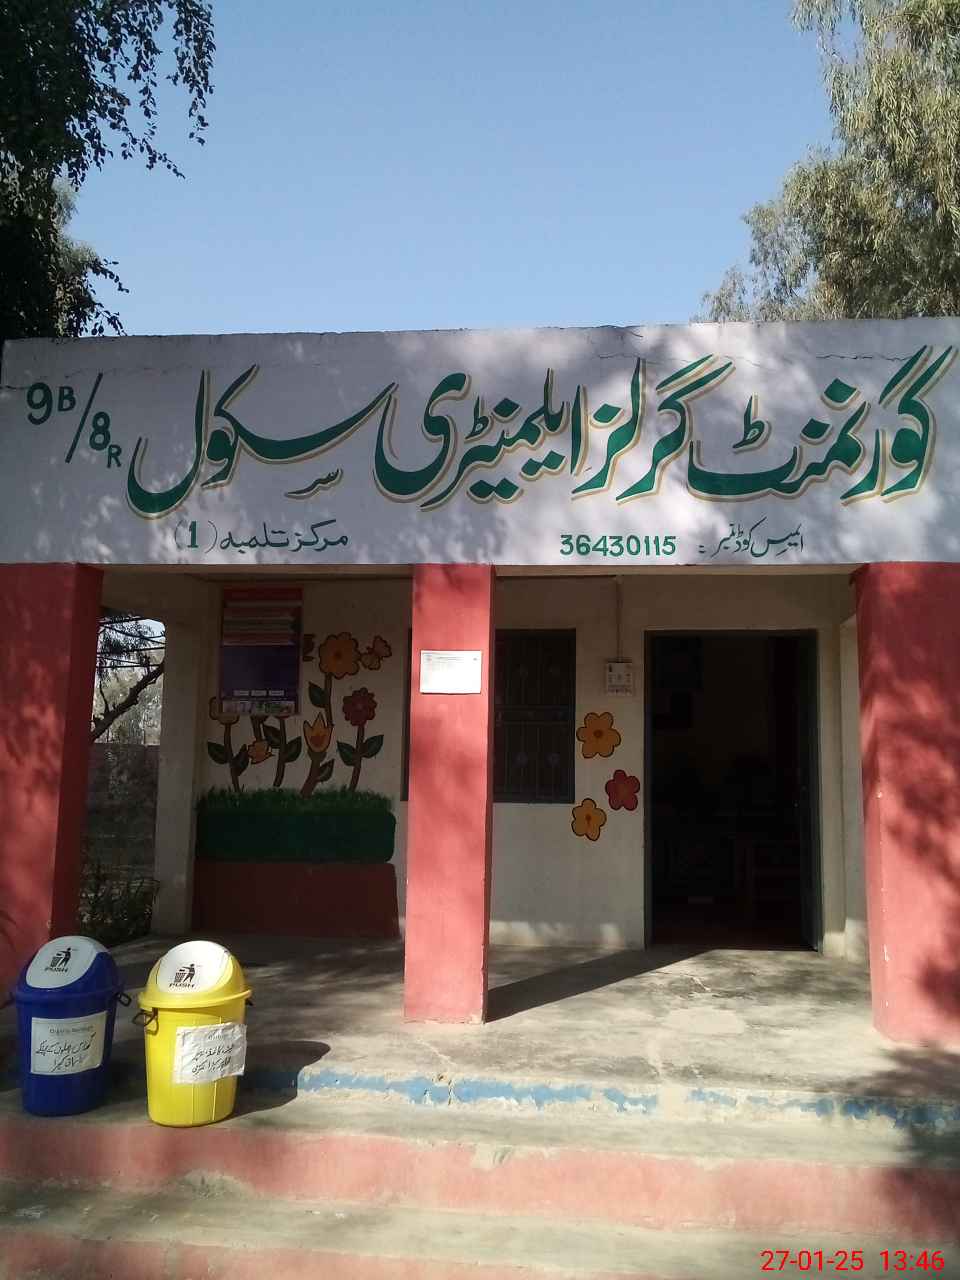 گورنمنٹ گرلز ایلیمنٹری سکول 9B/8R
ایمس کوڈ نمبر: 36430115
مرکز تلمبہ (1)
PUSH
PUSH
27-01-25 13:46